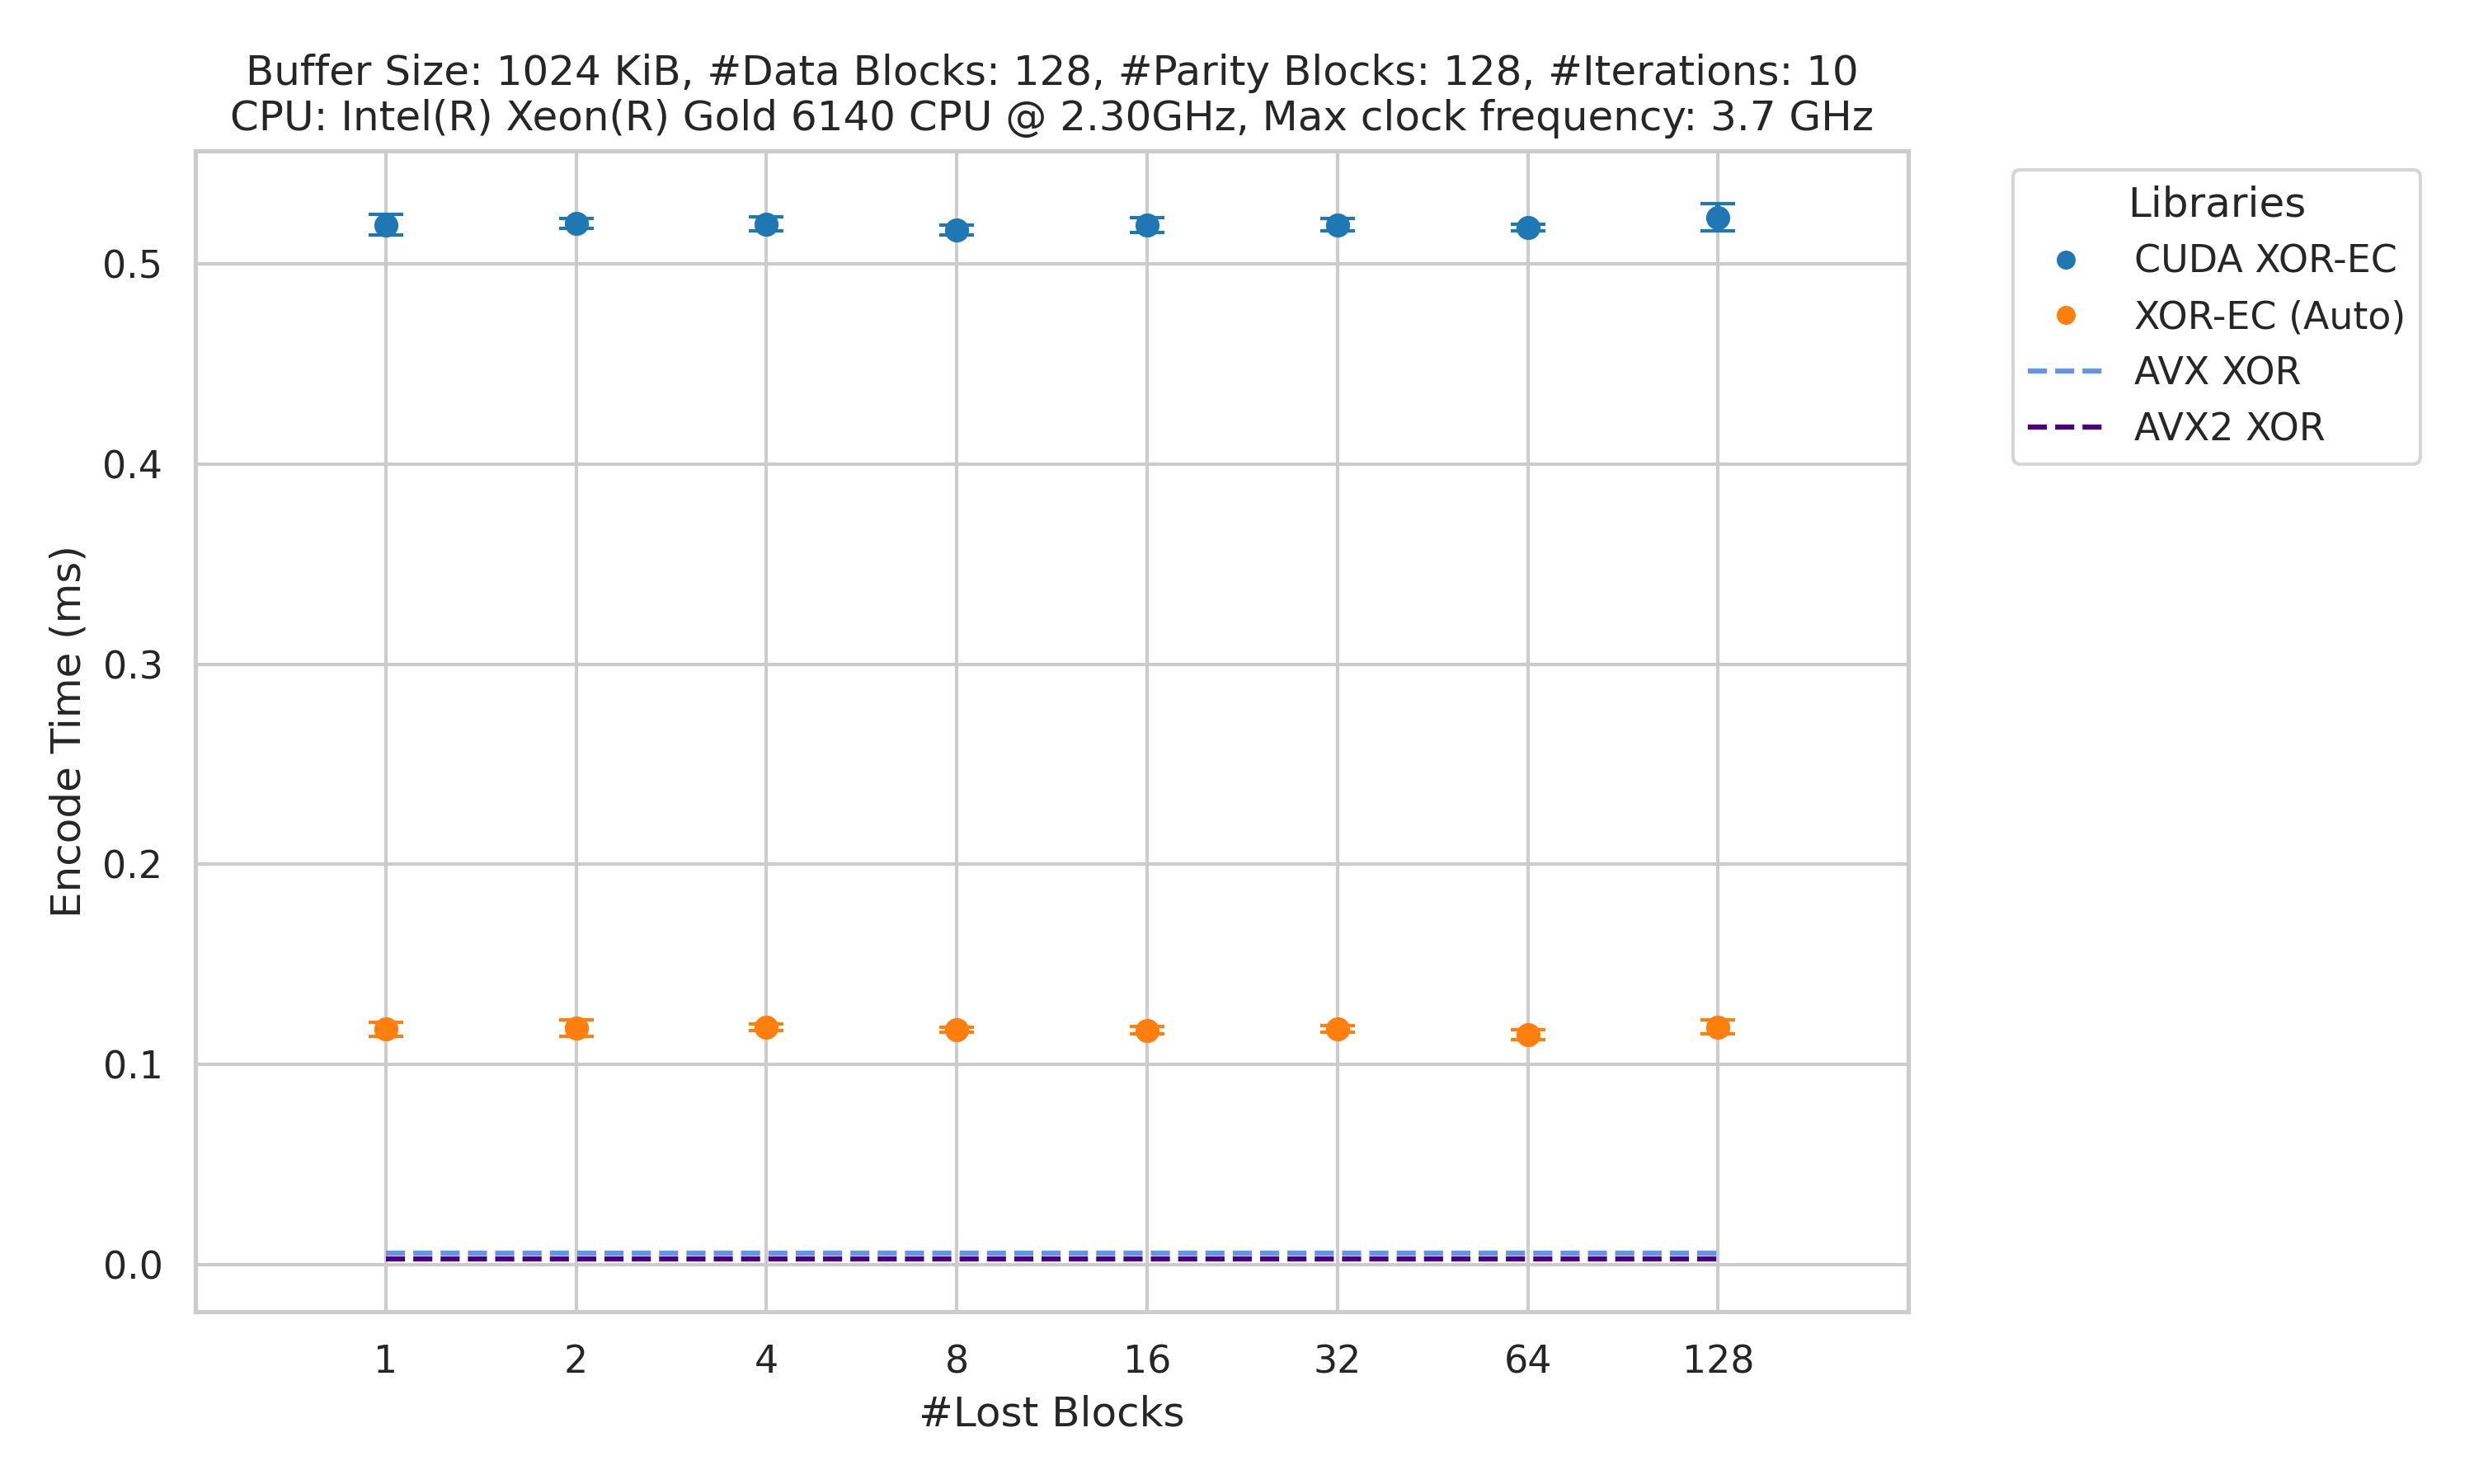 Buffer Size: 1024 KiB, #Data Blocks: 128, #Parity Blocks: 128, #Iterations: 10
CPU: Intel(R) Xeon(R) Gold 6140 CPU @ 2.30GHz, Max clock frequency: 3.7 GHz
Libraries
CUDA XOR-EC
XOR-EC (Auto)
AVX XOR
AVX2 XOR
Encode Time (ms)
0.5
0.4
0.3
0.2
0.1
0.0
1 2 4 8 16 32 64 128
#Lost Blocks